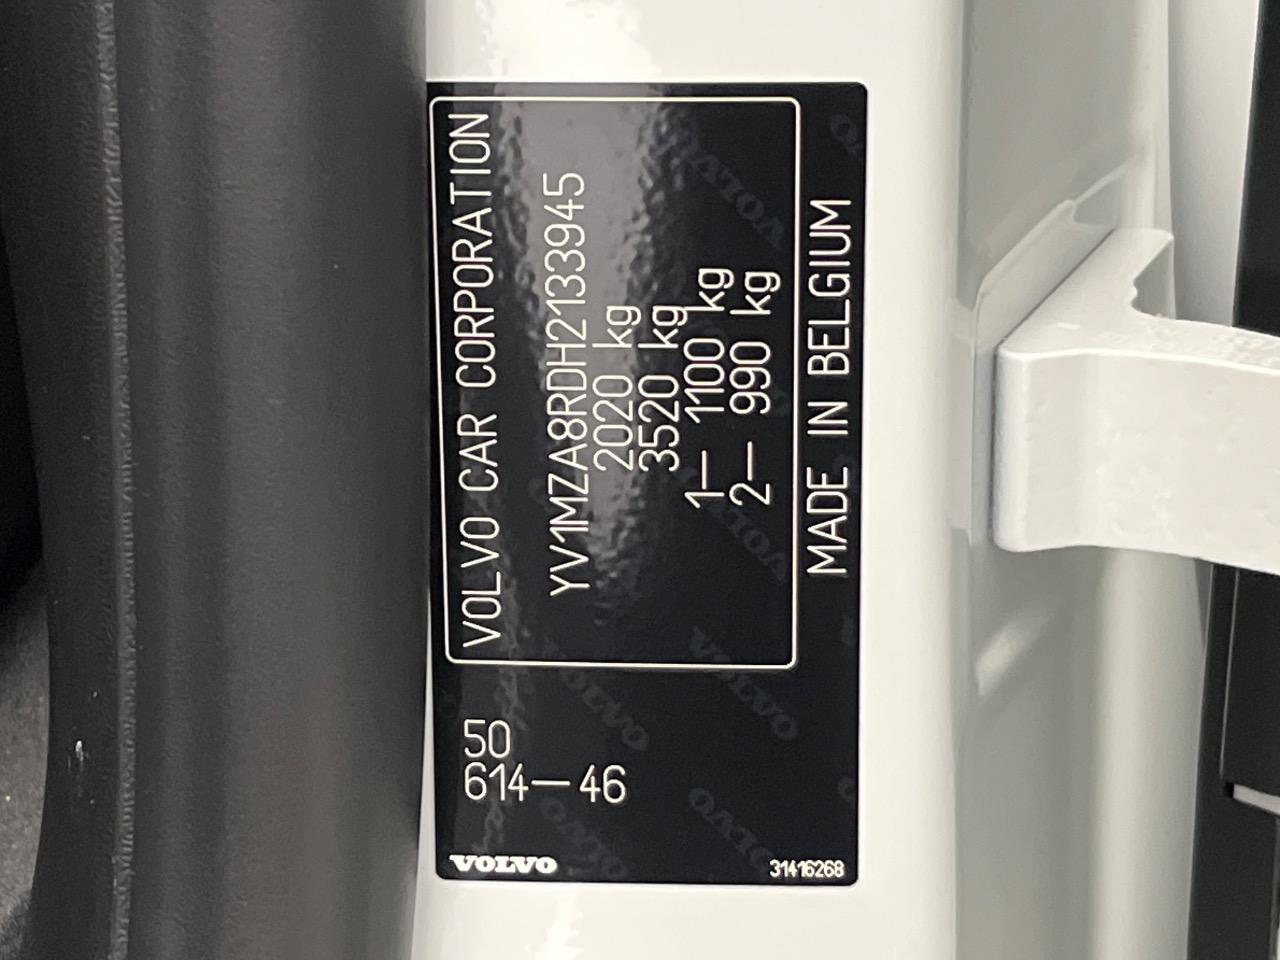 VOLVO CAR CORPORATION
YV1MZA8RDH2133945
2020 kg
3520 kg
1— 1100 kg
2— 990 kg
MADE IN BELGIUM
50
614—46
VOLVO
31416268